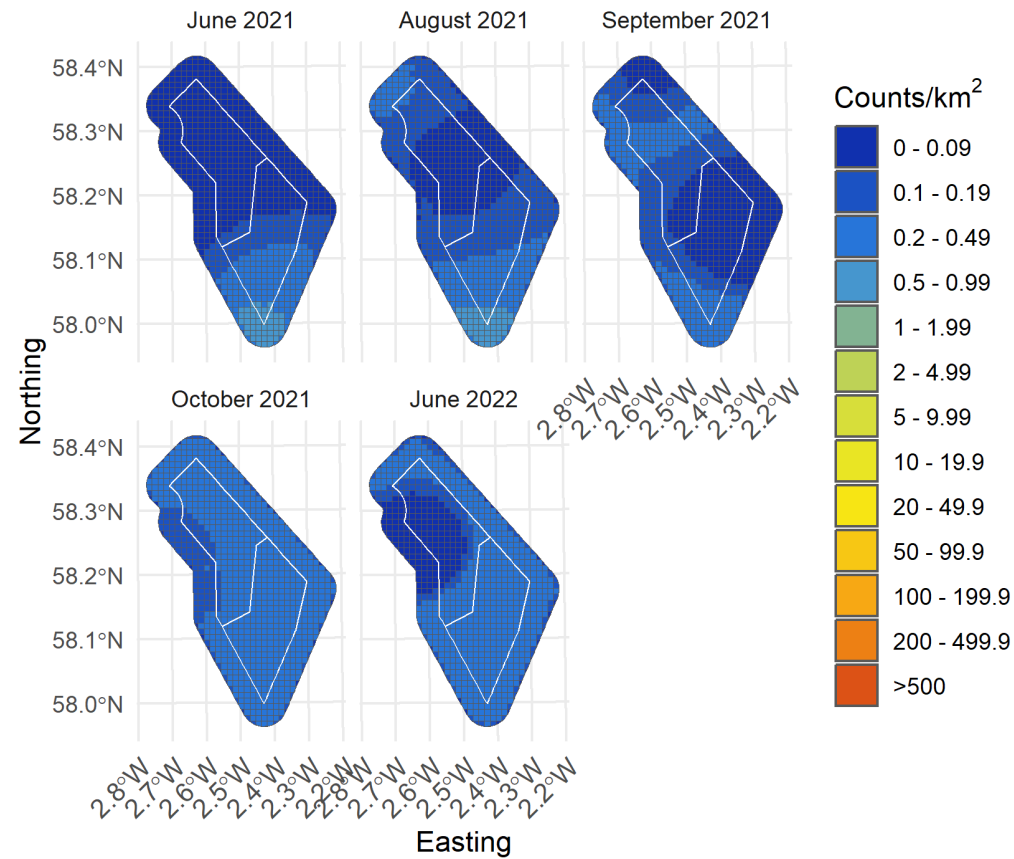 June 2021
August 2021
September 2021
58.4°N
58.3°N
58.2°N
58.1°N
58.0°N
2.8°W
2.7°W
2.6°W
2.5°W
2.4°W
2.3°W
2.2°W
October 2021
June 2022
58.4°N
58.3°N
58.2°N
58.1°N
58.0°N
2.8°W
2.7°W
2.6°W
2.5°W
2.4°W
2.3°W
2.2°W
2.8°W
2.7°W
2.6°W
2.5°W
2.4°W
2.3°W
2.2°W
Northing
Easting
Counts/km²
0 - 0.09
0.1 - 0.19
0.2 - 0.49
0.5 - 0.99
1 - 1.99
2 - 4.99
5 - 9.99
10 - 19.9
20 - 49.9
50 - 99.9
100 - 199.9
200 - 499.9
>500